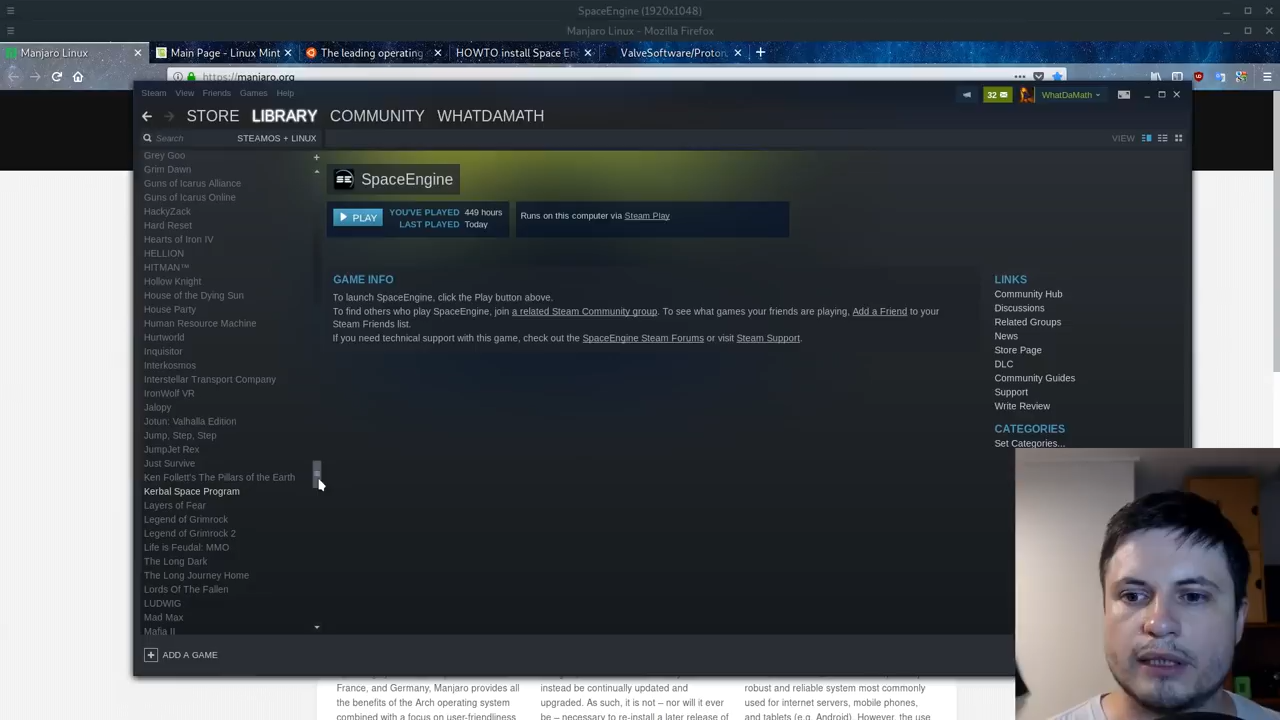 SpaceEngine (1920x1048)
Manjaro Linux - Mozilla Firefox
Manjaro Linux
Main Page - Linux Mint
The leading operating
HOWTO install Space En
ValveSoftware/Proton
https://manjaro.org
Steam View Friends Games Help
32
WhatDaMath
STORE LIBRARY COMMUNITY WHATDAMATH
Search
STEAMOS + LINUX
VIEW
Grey Goo
Grim Dawn
Guns of Icarus Alliance
Guns of Icarus Online
HackyZack
Hard Reset
Hearts of Iron IV
HELLION
HITMAN™
Hollow Knight
House of the Dying Sun
House Party
Human Resource Machine
Hurtworld
Inquisitor
Interkosmos
Interstellar Transport Company
IronWolf VR
Jalopy
Jotun: Valhalla Edition
Jump, Step, Step
JumpJet Rex
Just Survive
Ken Follett's The Pillars of the Earth
Kerbal Space Program
Layers of Fear
Legend of Grimrock
Legend of Grimrock 2
Life is Feudal: MMO
The Long Dark
The Long Journey Home
Lords Of The Fallen
LUDWIG
Mad Max
Mafia II
ADD A GAME
SpaceEngine
PLAY
YOU'VE PLAYED 449 hours
LAST PLAYED Today
Runs on this computer via Steam Play
GAME INFO
To launch SpaceEngine, click the Play button above.
To find others who play SpaceEngine, join a related Steam Community group. To see what games your friends are playing, Add a Friend to your
Steam Friends list.
If you need technical support with this game, check out the SpaceEngine Steam Forums or visit Steam Support.
LINKS
Community Hub
Discussions
Related Groups
News
Store Page
DLC
Community Guides
Support
Write Review
CATEGORIES
Set Categories...
France, and Germany, Manjaro provides all
the benefits of the Arch operating system
combined with a focus on user-friendliness
instead be continually updated and
upgraded. As such, it is not – nor will it ever
be – necessary to re-install a later release of
robust and reliable system most commonly
used for internet servers, mobile phones,
and tablets (e.g. Android). However, the use